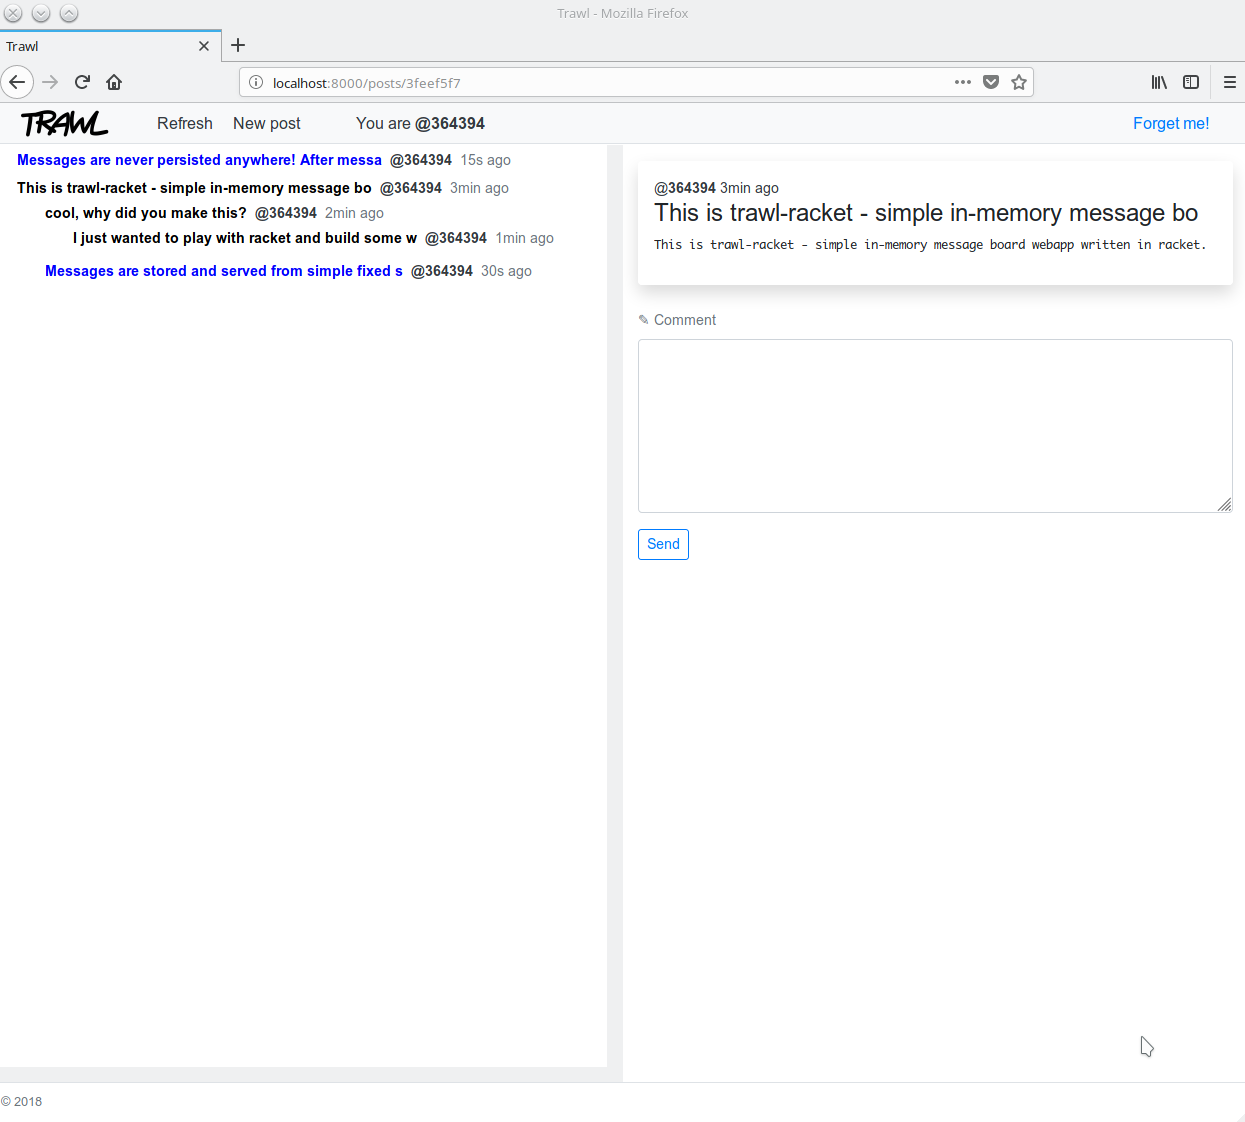 Trawl - Mozilla Firefox
Trawl
localhost:8000/posts/3feef5f7
TRAWL Refresh New post You are @364394 Forget me!
Messages are never persisted anywhere! After messa @364394 15s ago
This is trawl-racket - simple in-memory message bo @364394 3min ago
cool, why did you make this? @364394 2min ago
I just wanted to play with racket and build some w @364394 1min ago
Messages are stored and served from simple fixed s @364394 30s ago
@364394 3min ago
This is trawl-racket - simple in-memory message bo
This is trawl-racket - simple in-memory message board webapp written in racket.
✎ Comment
Send
© 2018